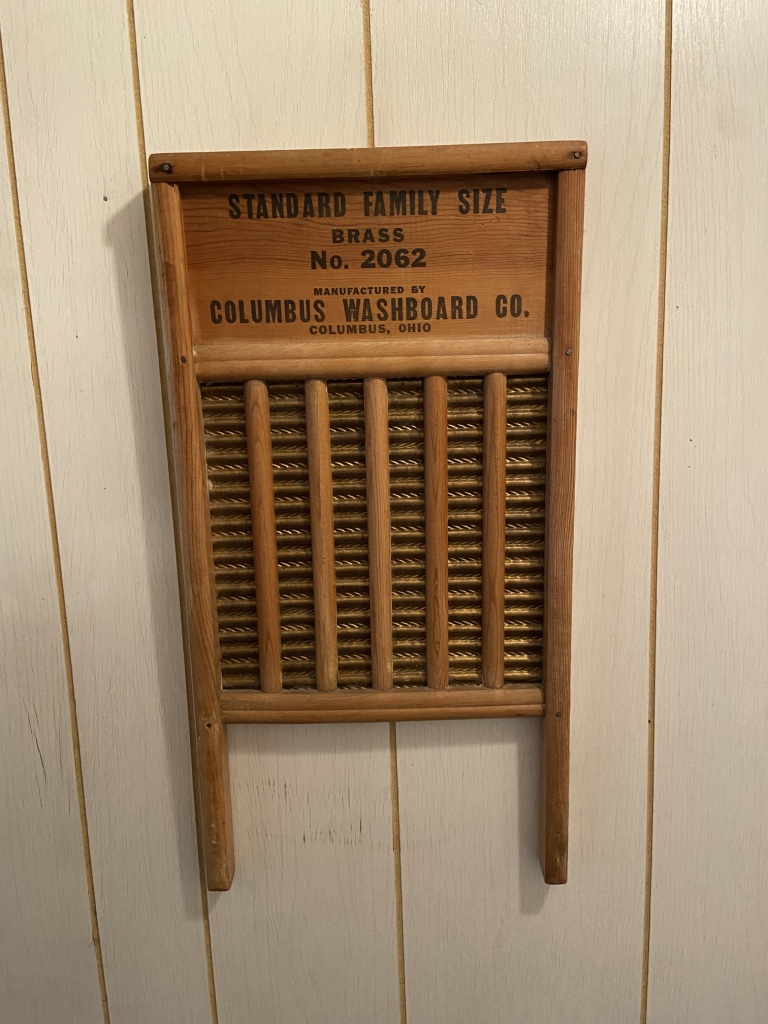 STANDARD FAMILY SIZE
BRASS
No. 2062
MANUFACTURED BY
COLUMBUS WASHBOARD CO.
COLUMBUS, OHIO